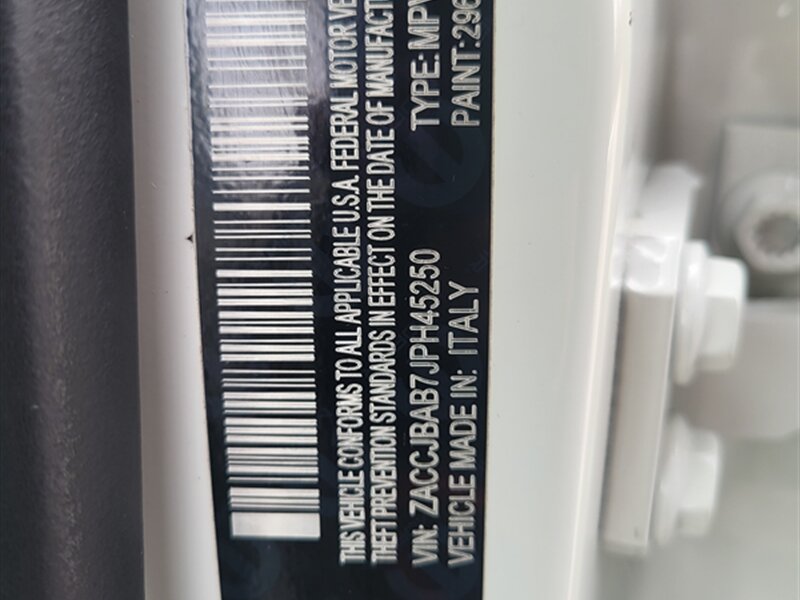 THIS VEHICLE CONFORMS TO ALL APPLICABLE U.S.A. FEDERAL MOTOR VE
THEFT PREVENTION STANDARDS IN EFFECT ON THE DATE OF MANUFACT
VIN: ZACCJBAB7JPH45250 TYPE: MPV
VEHICLE MADE IN: ITALY PAINT:296